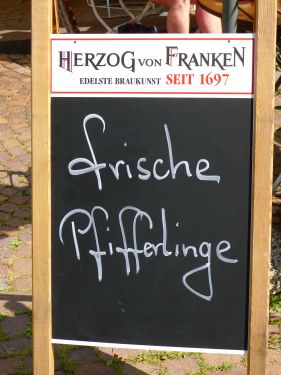 HERZOG VON FRANKEN
EDELSTE BRAUKUNST SEIT 1697
frische
Pfifferlinge